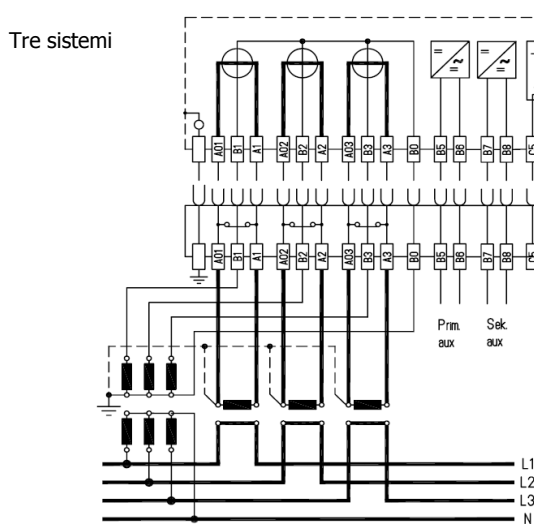 Tre sistemi
A01 B1 A1 A02 B2 A2 A03 B3 A3 B0 B5 B6 B7 B8 C5
A01 B1 A1 A02 B2 A2 A03 B3 A3 B0 B5 B6 B7 B8
Prim. Sek.
aux aux
L1
L2
L3
N